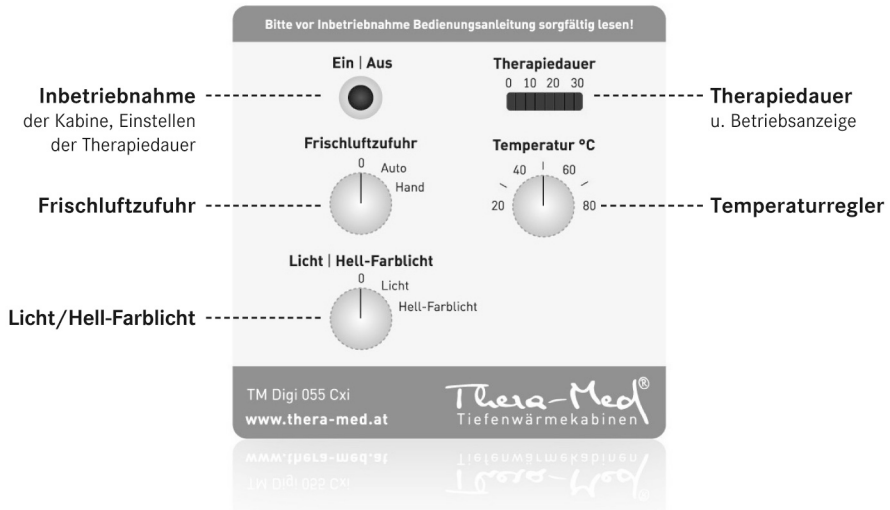 Bitte vor Inbetriebnahme Bedienungsanleitung sorgfältig lesen!
Ein | Aus
Therapiedauer
0 10 20 30
Inbetriebnahme
der Kabine, Einstellen
der Therapiedauer
Therapiedauer
u. Betriebsanzeige
Frischluftzufuhr
0
Auto
Hand
Temperatur °C
40 60
20 80
Frischluftzufuhr
Temperaturregler
Licht | Hell-Farblicht
0
Licht
Hell-Farblicht
Licht/Hell-Farblicht
TM Digi 055 Cxi
www.thera-med.at
Thera-Med®
Tiefenwärmekabinen